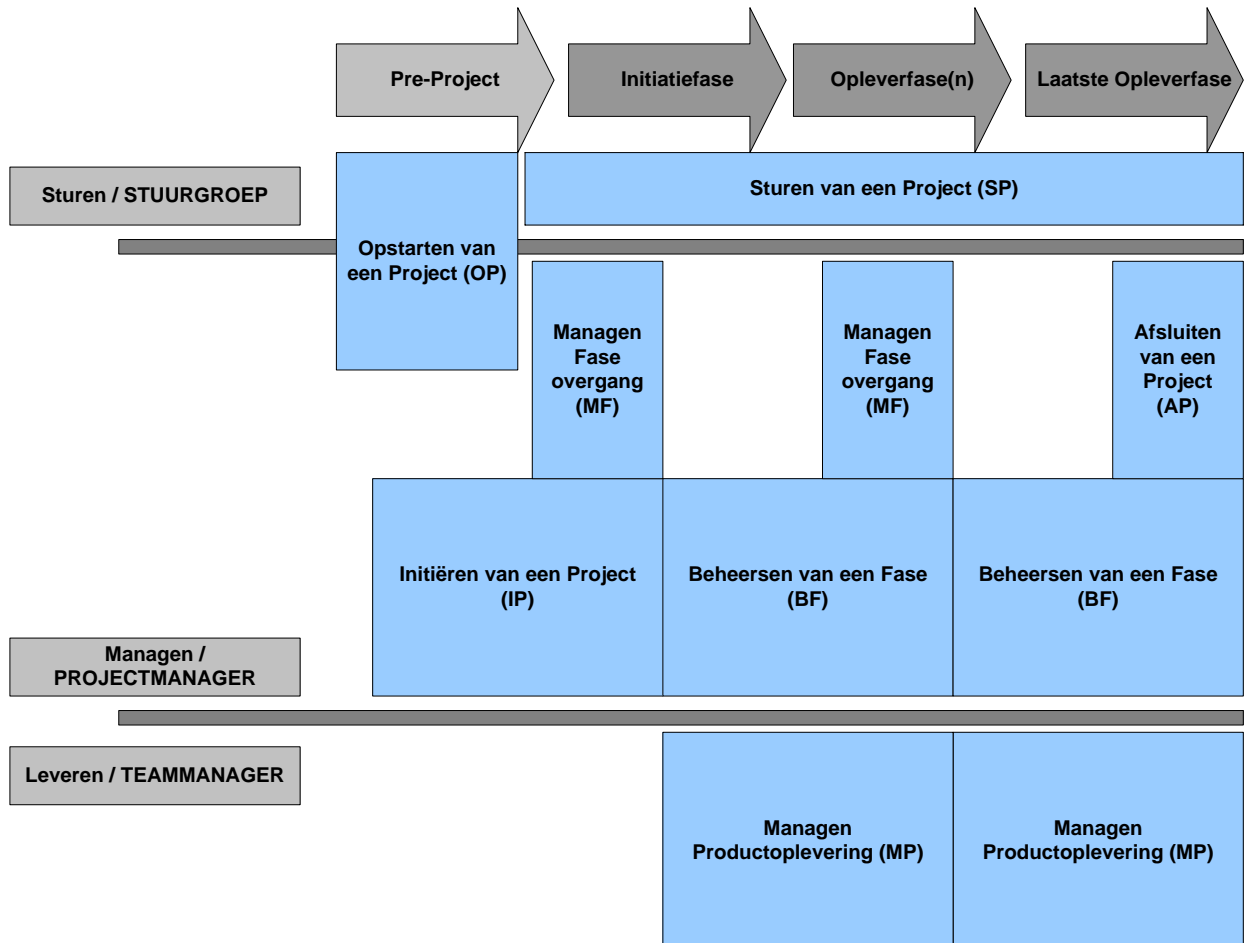 Pre-Project
Initiatiefase
Opleverfase(n)
Laatste Opleverfase
Sturen / STUURGROEP
Sturen van een Project (SP)
Opstarten van
een Project (OP)
Managen
Fase
overgang
(MF)
Managen
Fase
overgang
(MF)
Afsluiten
van een
Project
(AP)
Initiëren van een Project
(IP)
Beheersen van een Fase
(BF)
Beheersen van een Fase
(BF)
Managen /
PROJECTMANAGER
Leveren / TEAMMANAGER
Managen
Productoplevering (MP)
Managen
Productoplevering (MP)